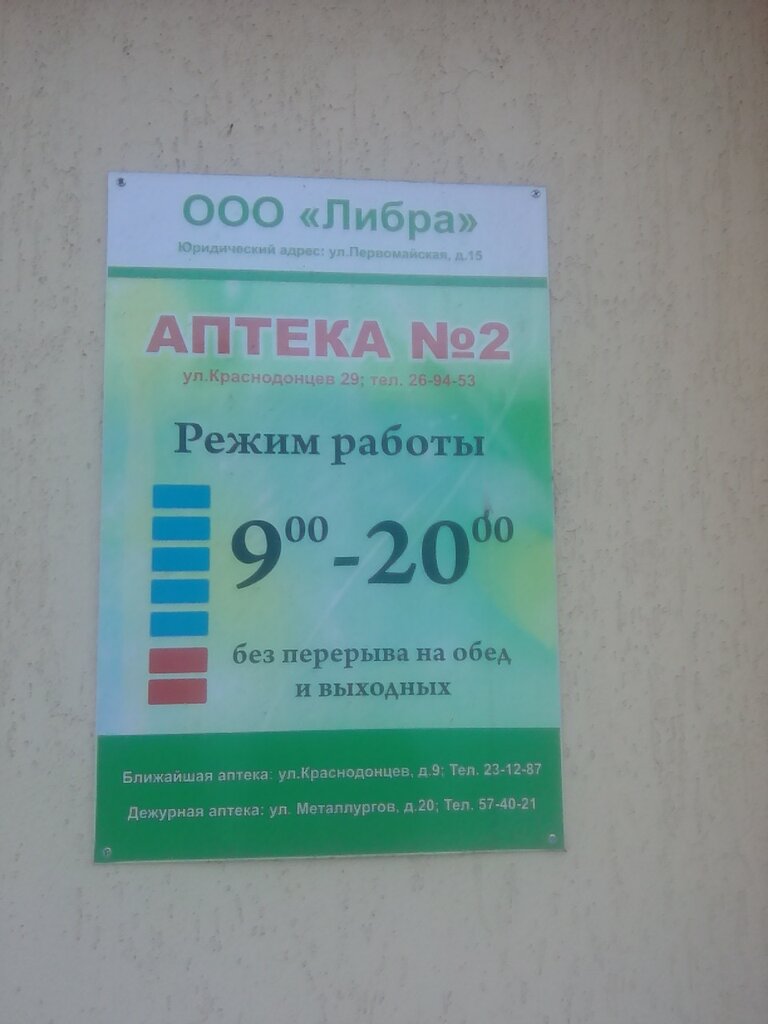 ООО «Либра»
Юридический адрес: ул.Первомайская, д.15
АПТЕКА №2
ул.Краснодонцев 29; тел. 26-94-53
Режим работы
9⁰⁰-20⁰⁰
без перерыва на обед
и выходных
Ближайшая аптека: ул.Краснодонцев, д.9; Тел. 23-12-87
Дежурная аптека: ул. Металлургов, д.20; Тел. 57-40-21